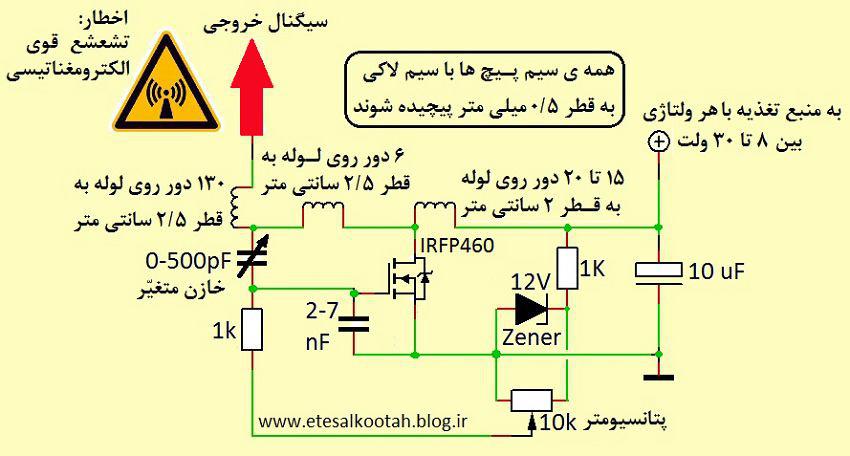 اخطار:
تشعشع قوی
الکترومغناتیسی
سیگنال خروجی
همه ی سیم پیچ ها با سیم لاکی
به قطر ۰/۵ میلی متر پیچیده شوند
به منبع تغذیه با هر ولتاژی
بین ۸ تا ۳۰ ولت
۶ دور روی لوله به
قطر ۲/۵ سانتی متر
۱۳۰ دور روی لوله به
قطر ۲/۵ سانتی متر
۱۵ تا ۲۰ دور روی لوله
به قطر ۲ سانتی متر
IRFP460
0-500pF
خازن متغیّر
1K
12V
Zener
10 uF
2-7
nF
1k
10k
پتانسیومتر
www.etesalkootah.blog.ir